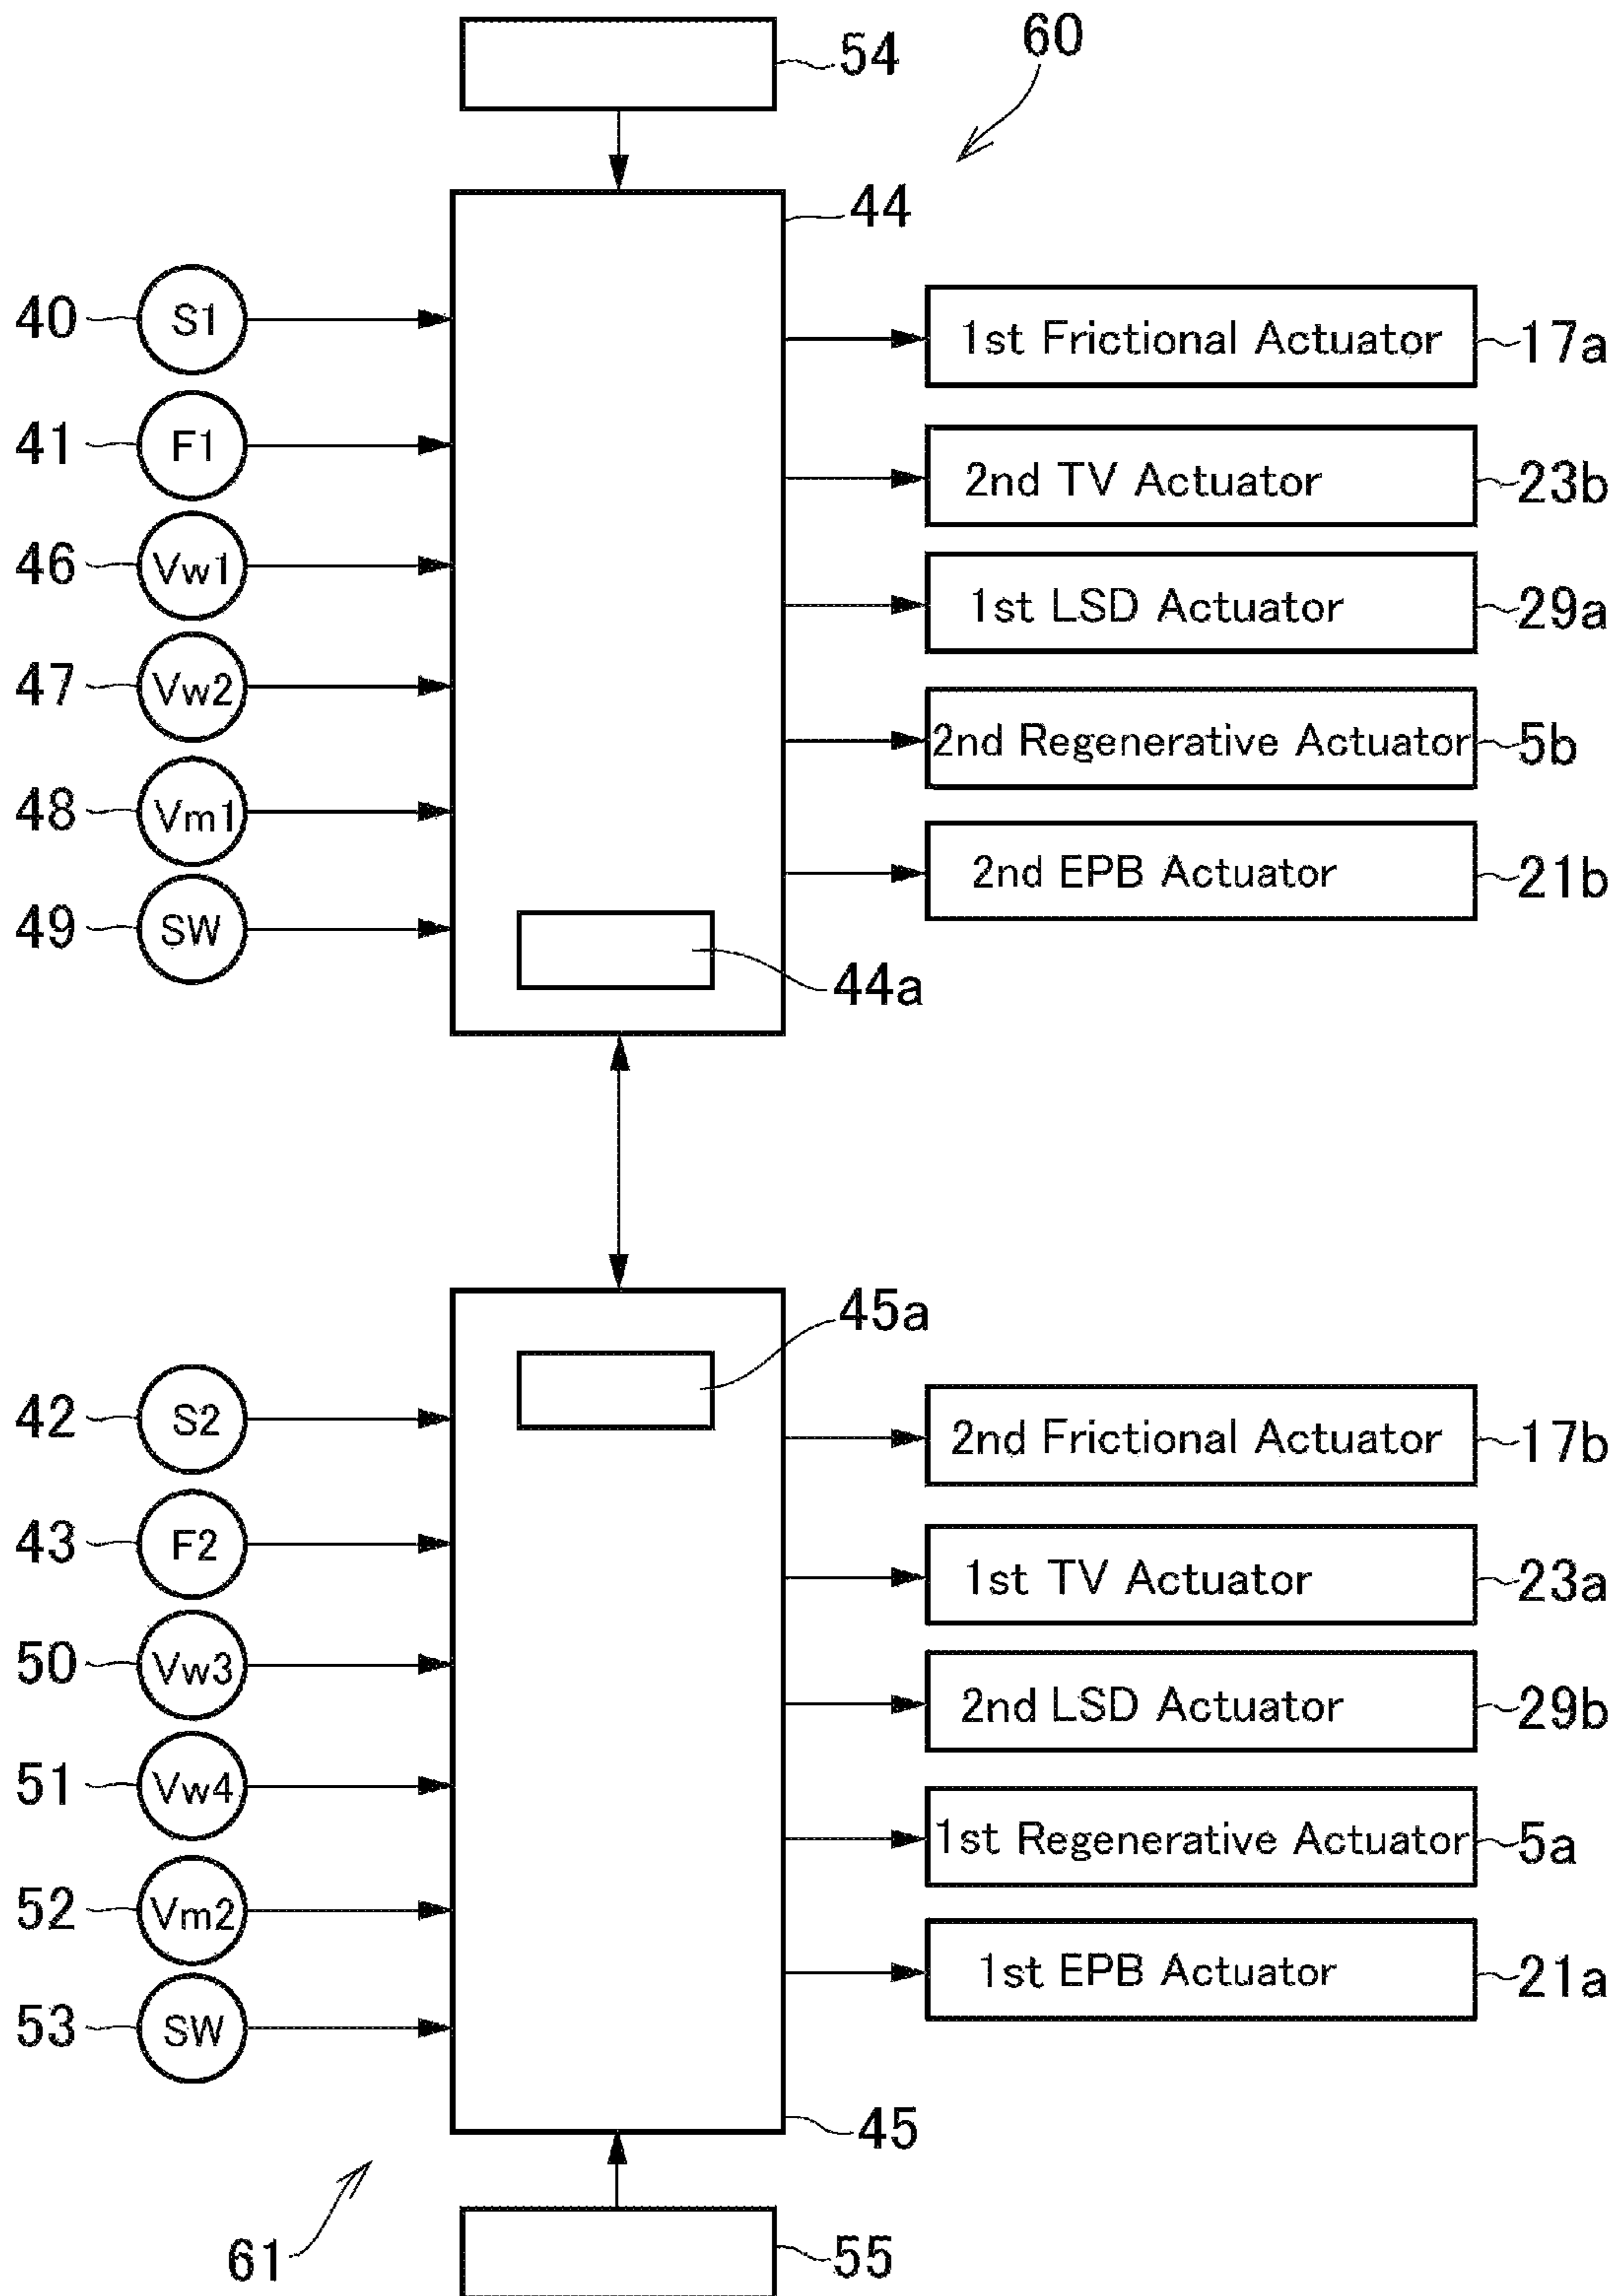 54
60
44
40 S1
1st Frictional Actuator 17a
41 F1
2nd TV Actuator 23b
46 Vw1
1st LSD Actuator 29a
47 Vw2
2nd Regenerative Actuator 5b
48 Vm1
2nd EPB Actuator 21b
49 SW
44a
45a
42 S2
2nd Frictional Actuator 17b
43 F2
1st TV Actuator 23a
50 Vw3
2nd LSD Actuator 29b
51 Vw4
1st Regenerative Actuator 5a
52 Vm2
1st EPB Actuator 21a
53 SW
45
61
55